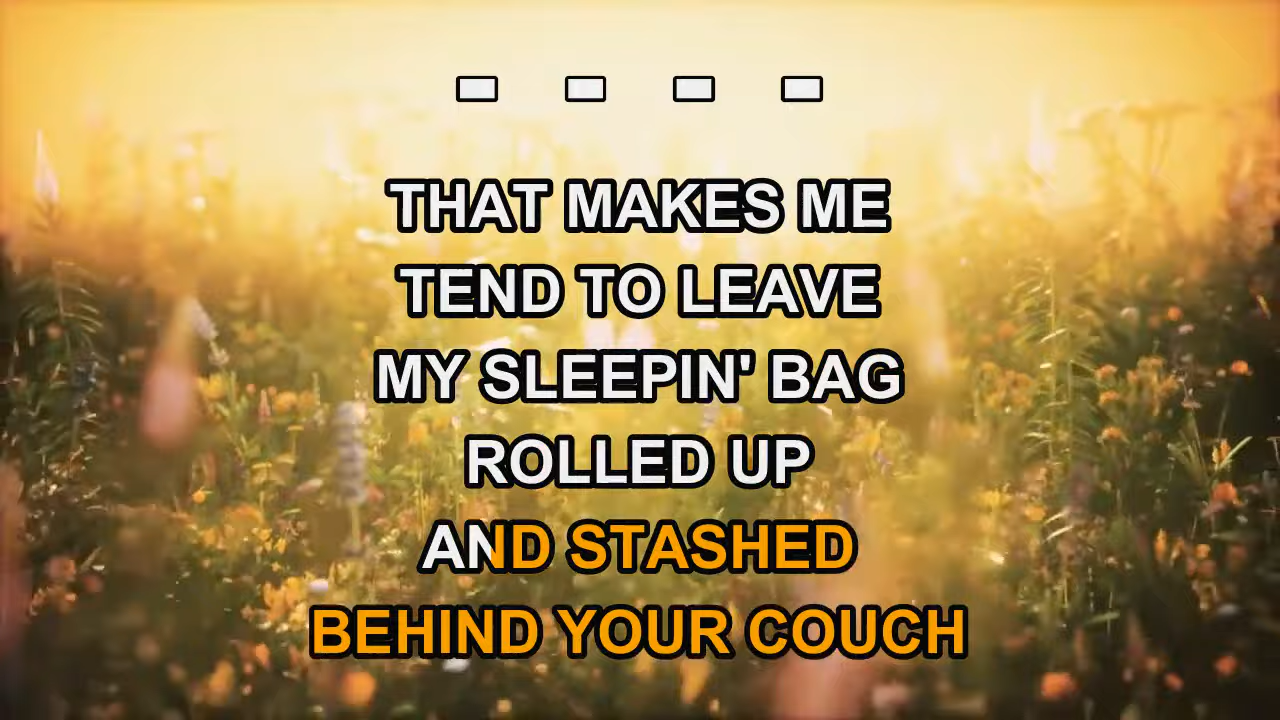 THAT MAKES ME
TEND TO LEAVE
MY SLEEPIN' BAG
ROLLED UP
AND STASHED
BEHIND YOUR COUCH